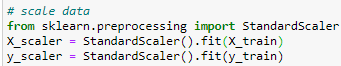 # scale data
from sklearn.preprocessing import StandardScaler
X_scaler = StandardScaler().fit(X_train)
y_scaler = StandardScaler().fit(y_train)